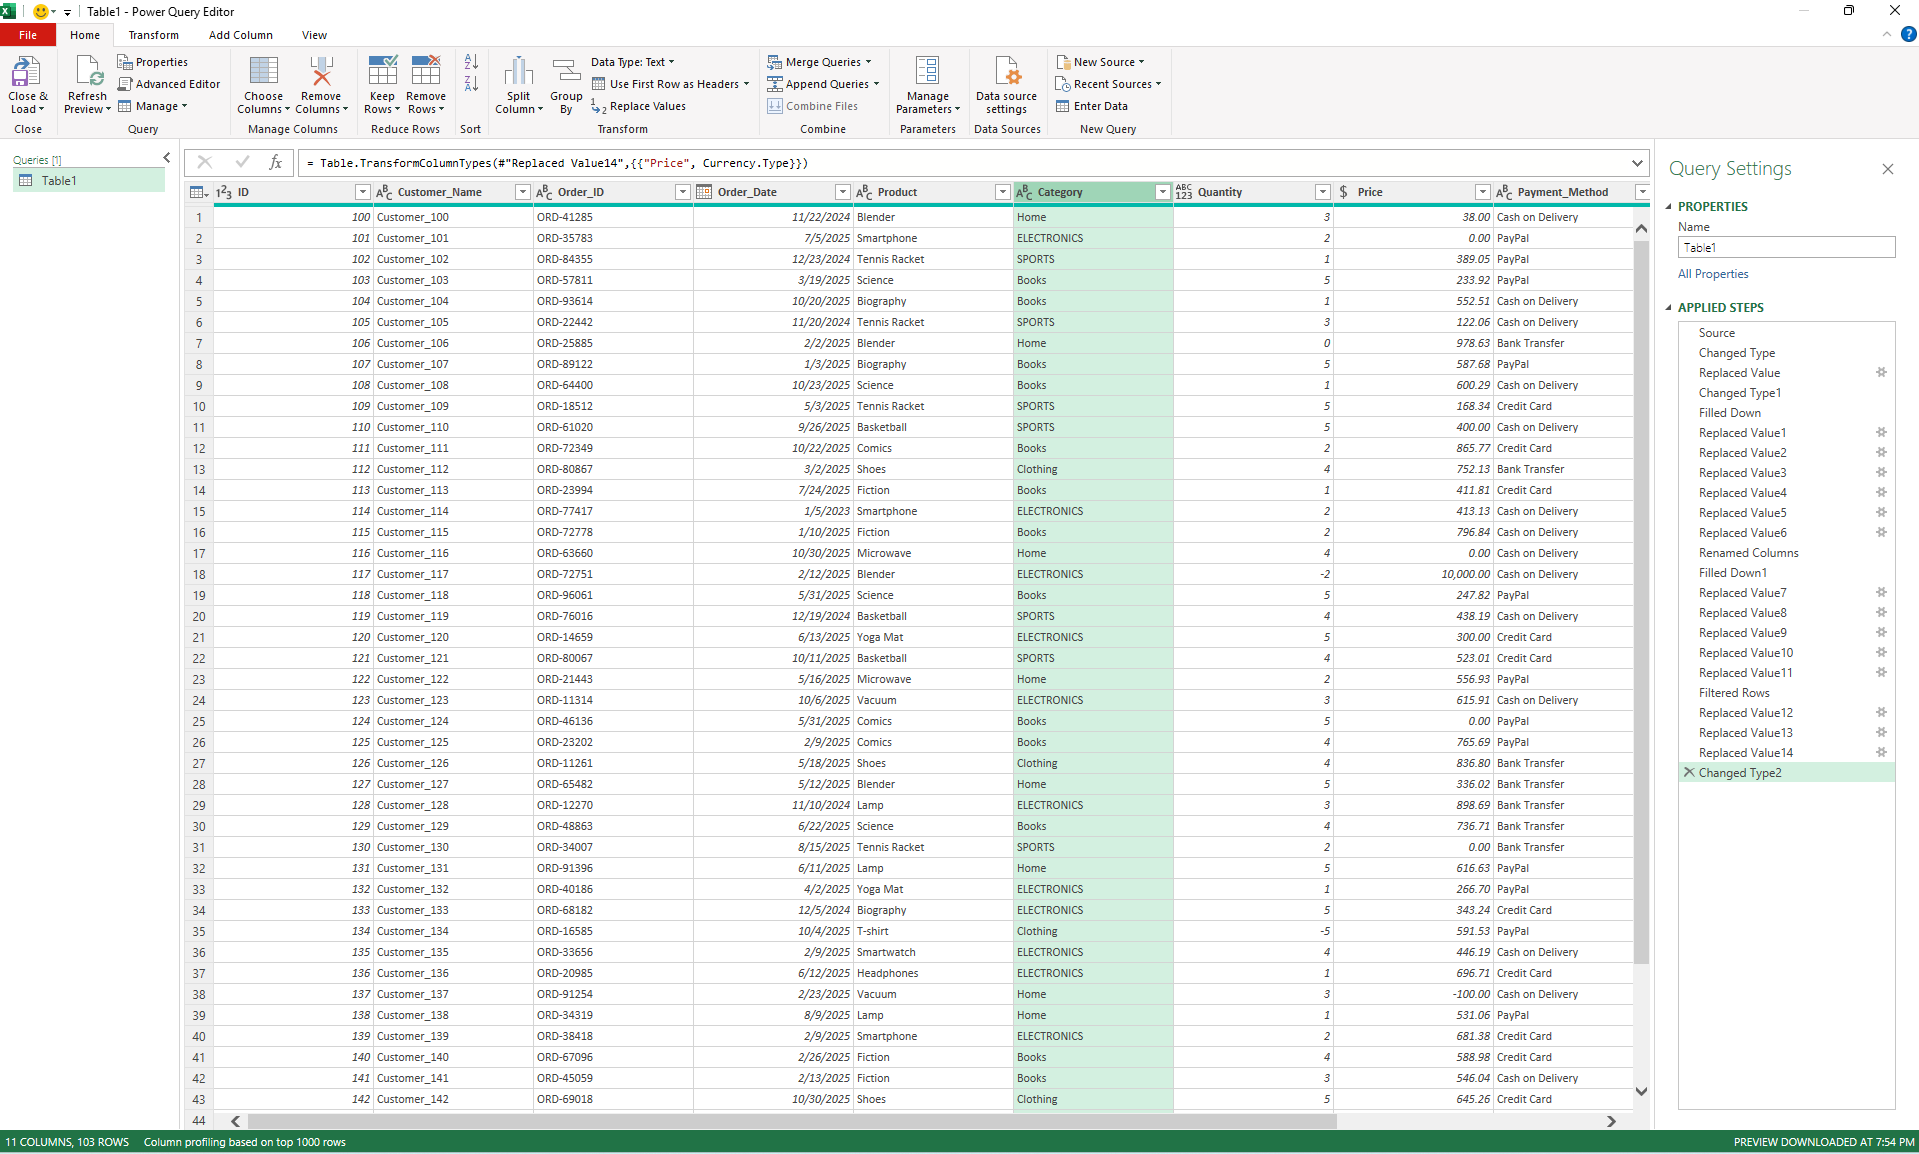 Table1 - Power Query Editor
File Home Transform Add Column View
Close & Load
Close
Refresh Preview
Properties
Advanced Editor
Manage
Query
Choose Columns
Remove Columns
Manage Columns
Keep Rows
Remove Rows
Reduce Rows
Sort
Split Column
Group By
Data Type: Text
Use First Row as Headers
Replace Values
Transform
Merge Queries
Append Queries
Combine Files
Combine
Manage Parameters
Parameters
Data source settings
Data Sources
New Source
Recent Sources
Enter Data
New Query
Queries [1]
Table1
= Table.TransformColumnTypes(#"Replaced Value14",{{"Price", Currency.Type}})
ID Customer_Name Order_ID Order_Date Product Category Quantity Price Payment_Method
1 100 Customer_100 ORD-41285 11/22/2024 Blender Home 3 38.00 Cash on Delivery
2 101 Customer_101 ORD-35783 7/5/2025 Smartphone ELECTRONICS 2 0.00 PayPal
3 102 Customer_102 ORD-84355 12/23/2024 Tennis Racket SPORTS 1 389.05 PayPal
4 103 Customer_103 ORD-57811 3/19/2025 Science Books 5 233.92 PayPal
5 104 Customer_104 ORD-93614 10/20/2025 Biography Books 1 552.51 Cash on Delivery
6 105 Customer_105 ORD-22442 11/20/2024 Tennis Racket SPORTS 3 122.06 Cash on Delivery
7 106 Customer_106 ORD-25885 2/2/2025 Blender Home 0 978.63 Bank Transfer
8 107 Customer_107 ORD-89122 1/3/2025 Biography Books 5 587.68 PayPal
9 108 Customer_108 ORD-64400 10/23/2025 Science Books 1 600.29 Cash on Delivery
10 109 Customer_109 ORD-18512 5/3/2025 Tennis Racket SPORTS 5 168.34 Credit Card
11 110 Customer_110 ORD-61020 9/26/2025 Basketball SPORTS 5 400.00 Cash on Delivery
12 111 Customer_111 ORD-72349 10/22/2025 Comics Books 2 865.77 Credit Card
13 112 Customer_112 ORD-80867 3/2/2025 Shoes Clothing 4 752.13 Bank Transfer
14 113 Customer_113 ORD-23994 7/24/2025 Fiction Books 1 411.81 Credit Card
15 114 Customer_114 ORD-77417 1/5/2023 Smartphone ELECTRONICS 2 413.13 Cash on Delivery
16 115 Customer_115 ORD-72778 1/10/2025 Fiction Books 2 796.84 Cash on Delivery
17 116 Customer_116 ORD-63660 10/30/2025 Microwave Home 4 0.00 Cash on Delivery
18 117 Customer_117 ORD-72751 2/12/2025 Blender ELECTRONICS -2 10,000.00 Cash on Delivery
19 118 Customer_118 ORD-96061 5/31/2025 Science Books 5 247.82 PayPal
20 119 Customer_119 ORD-76016 12/19/2024 Basketball SPORTS 4 438.19 Cash on Delivery
21 120 Customer_120 ORD-14659 6/13/2025 Yoga Mat ELECTRONICS 5 300.00 Credit Card
22 121 Customer_121 ORD-80067 10/11/2025 Basketball SPORTS 4 523.01 Credit Card
23 122 Customer_122 ORD-21443 5/16/2025 Microwave Home 2 556.93 PayPal
24 123 Customer_123 ORD-11314 10/6/2025 Vacuum ELECTRONICS 3 615.91 Cash on Delivery
25 124 Customer_124 ORD-46136 5/31/2025 Comics Books 5 0.00 PayPal
26 125 Customer_125 ORD-23202 2/9/2025 Comics Books 4 765.69 PayPal
27 126 Customer_126 ORD-11261 5/18/2025 Shoes Clothing 4 836.80 Bank Transfer
28 127 Customer_127 ORD-65482 5/12/2025 Blender Home 5 336.02 Bank Transfer
29 128 Customer_128 ORD-12270 11/10/2024 Lamp ELECTRONICS 3 898.69 Bank Transfer
30 129 Customer_129 ORD-48863 6/22/2025 Science Books 4 736.71 Bank Transfer
31 130 Customer_130 ORD-34007 8/15/2025 Tennis Racket SPORTS 2 0.00 Bank Transfer
32 131 Customer_131 ORD-91396 6/11/2025 Lamp Home 5 616.63 PayPal
33 132 Customer_132 ORD-40186 4/2/2025 Yoga Mat ELECTRONICS 1 266.70 PayPal
34 133 Customer_133 ORD-68182 12/5/2024 Biography ELECTRONICS 5 343.24 Credit Card
35 134 Customer_134 ORD-16585 10/4/2025 T-shirt Clothing -5 591.53 PayPal
36 135 Customer_135 ORD-33656 2/9/2025 Smartwatch ELECTRONICS 4 446.19 Cash on Delivery
37 136 Customer_136 ORD-20985 6/12/2025 Headphones ELECTRONICS 1 696.71 Credit Card
38 137 Customer_137 ORD-91254 2/23/2025 Vacuum Home 3 -100.00 Cash on Delivery
39 138 Customer_138 ORD-34319 8/9/2025 Lamp Home 1 531.06 PayPal
40 139 Customer_139 ORD-38418 2/9/2025 Smartphone ELECTRONICS 2 681.38 Credit Card
41 140 Customer_140 ORD-67096 2/26/2025 Fiction Books 4 588.98 Credit Card
42 141 Customer_141 ORD-45059 2/13/2025 Fiction Books 3 546.04 Cash on Delivery
43 142 Customer_142 ORD-69018 10/30/2025 Shoes Clothing 5 645.26 Credit Card
44
Query Settings
PROPERTIES
Name
Table1
All Properties
APPLIED STEPS
Source
Changed Type
Replaced Value
Changed Type1
Filled Down
Replaced Value1
Replaced Value2
Replaced Value3
Replaced Value4
Replaced Value5
Replaced Value6
Renamed Columns
Filled Down1
Replaced Value7
Replaced Value8
Replaced Value9
Replaced Value10
Replaced Value11
Filtered Rows
Replaced Value12
Replaced Value13
Replaced Value14
Changed Type2
11 COLUMNS, 103 ROWS Column profiling based on top 1000 rows PREVIEW DOWNLOADED AT 7:54 PM